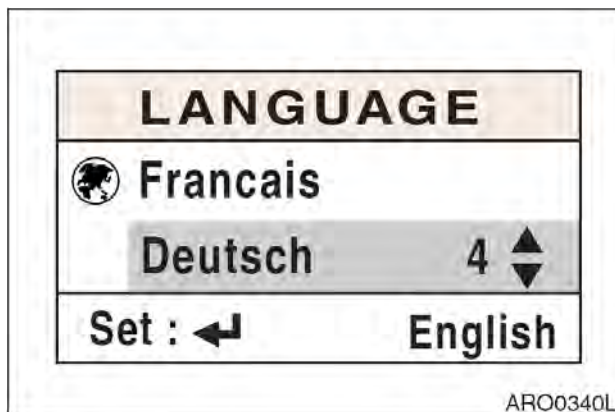 LANGUAGE
Francais
Deutsch 4
Set : English
ARO0340L